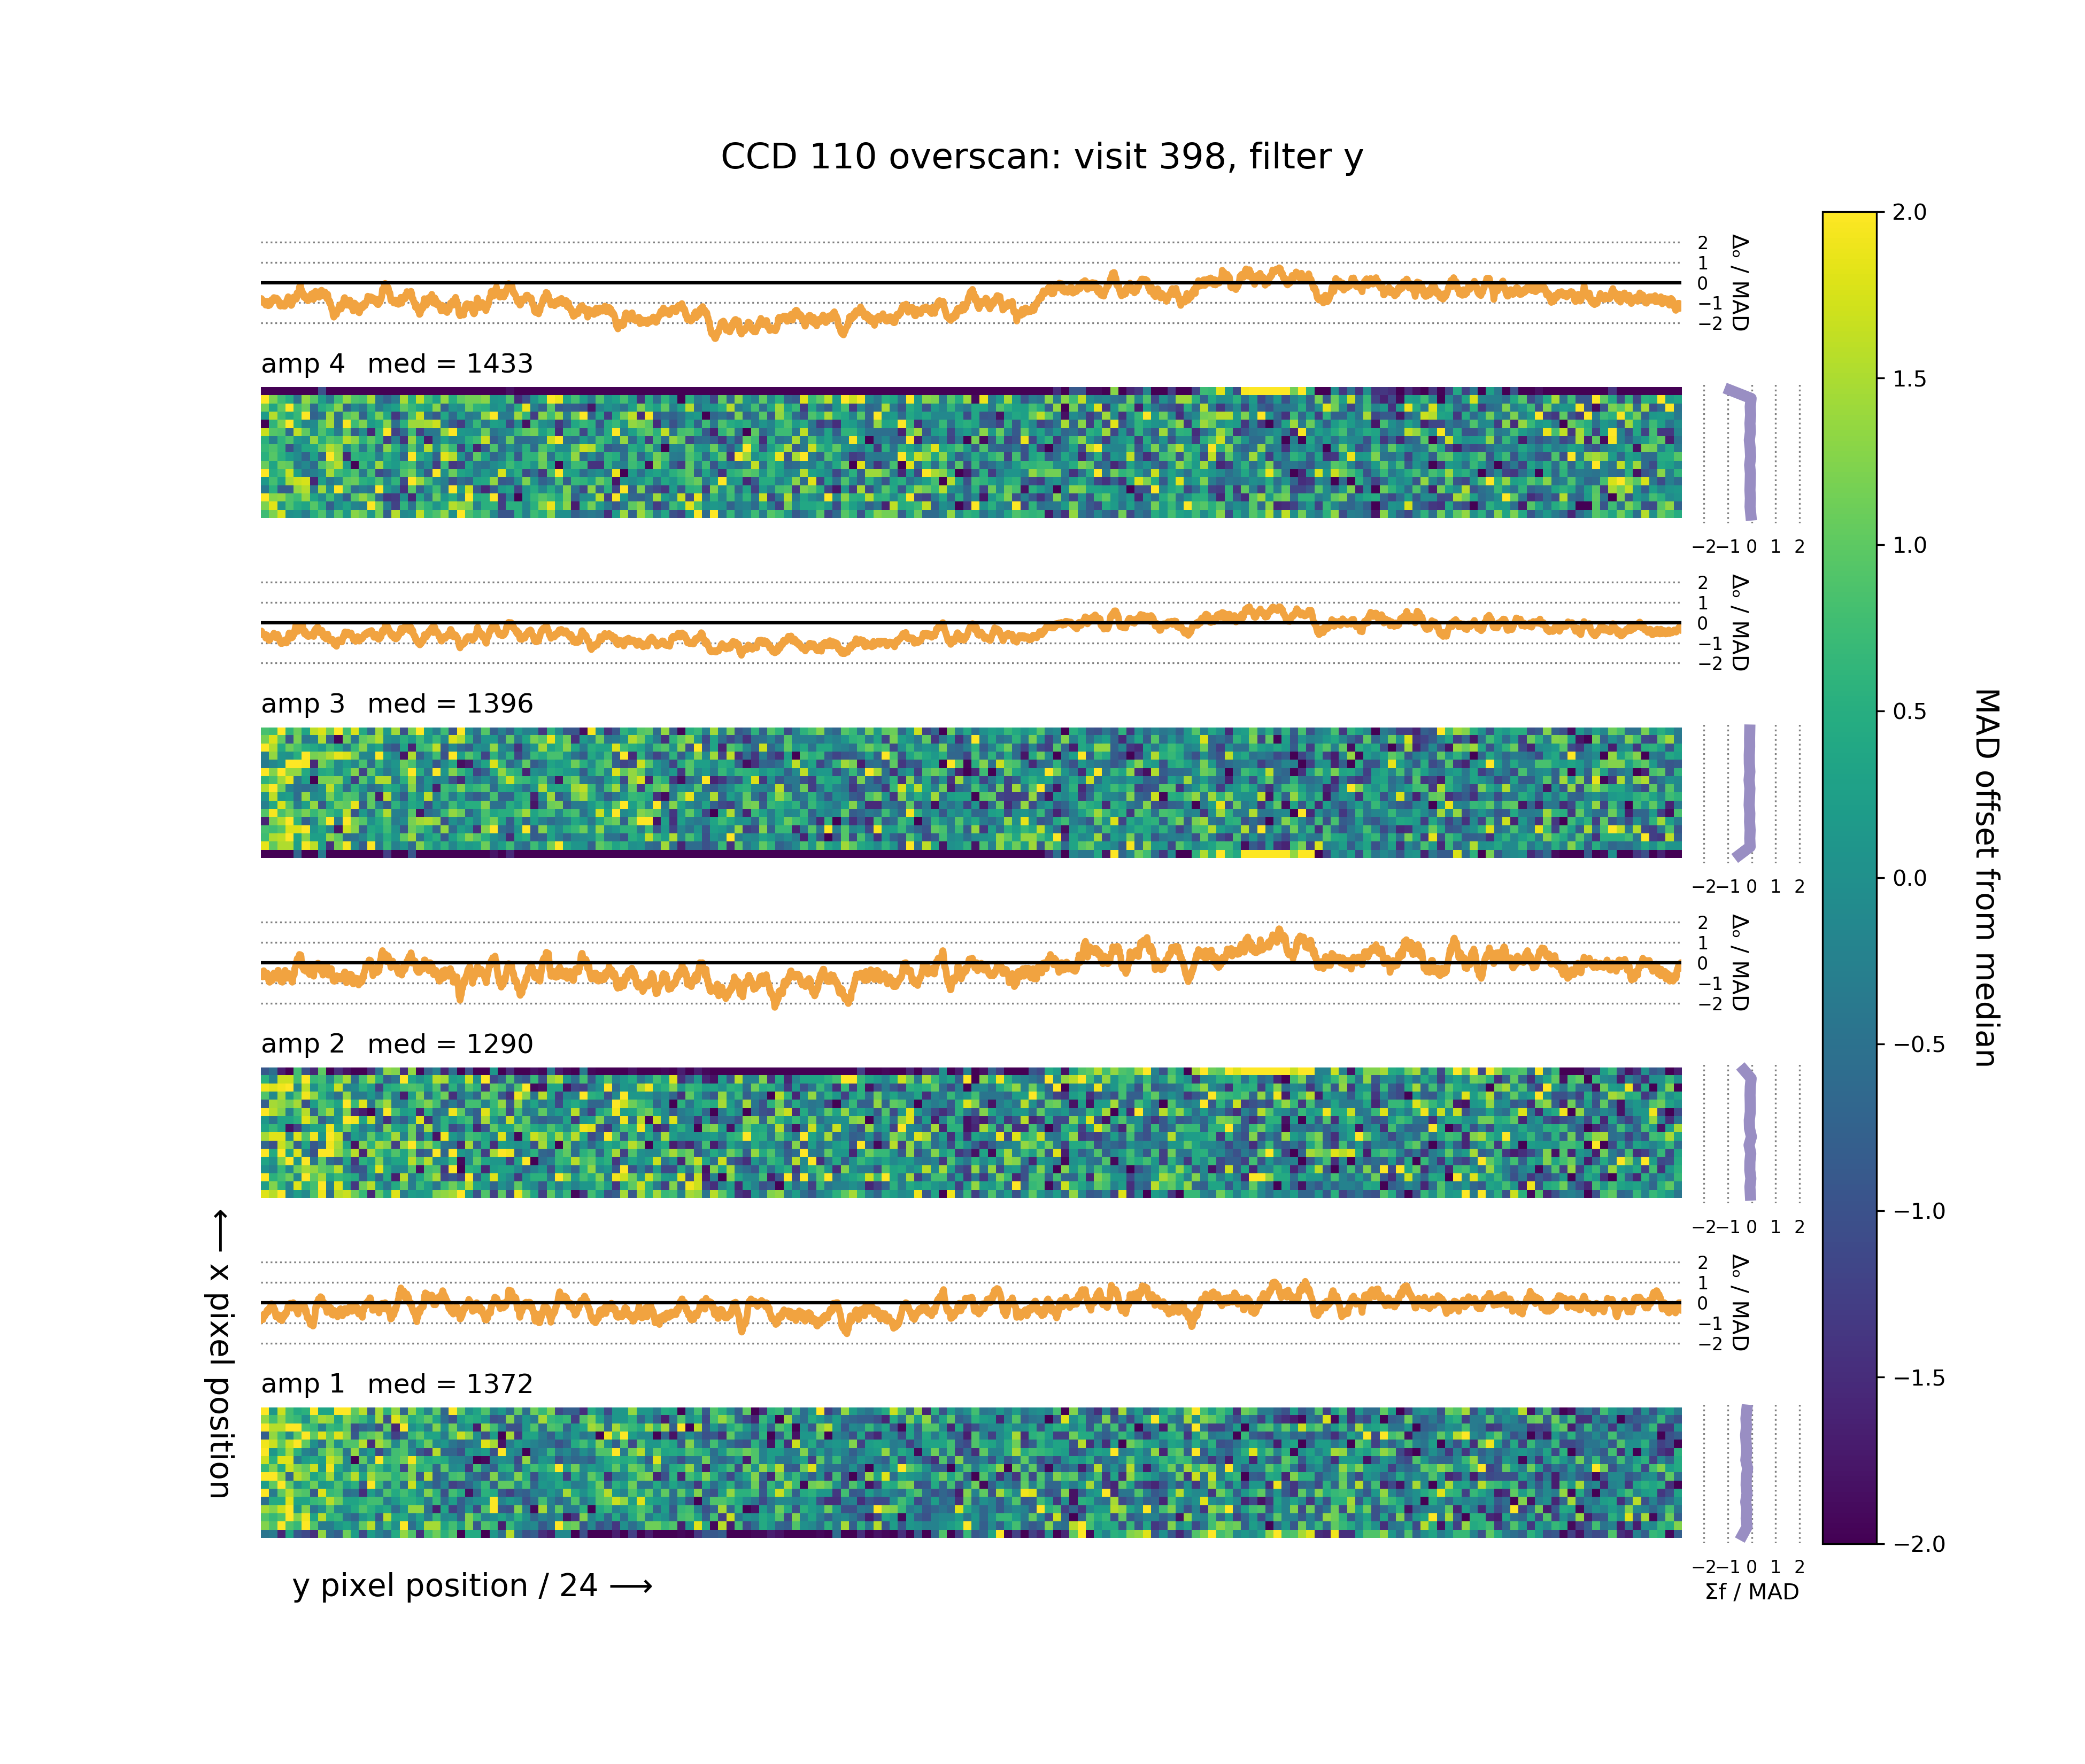 CCD 110 overscan: visit 398, filter y
2
1
0
−1
−2
Δₒ / MAD
amp 4 med = 1433
−2 −1 0 1 2
2
1
0
−1
−2
Δₒ / MAD
amp 3 med = 1396
−2 −1 0 1 2
2
1
0
−1
−2
Δₒ / MAD
amp 2 med = 1290
−2 −1 0 1 2
2
1
0
−1
−2
Δₒ / MAD
amp 1 med = 1372
−2 −1 0 1 2
Σf / MAD
y pixel position / 24 ⟶
⟵ x pixel position
2.0
1.5
1.0
0.5
0.0
−0.5
−1.0
−1.5
−2.0
MAD offset from median